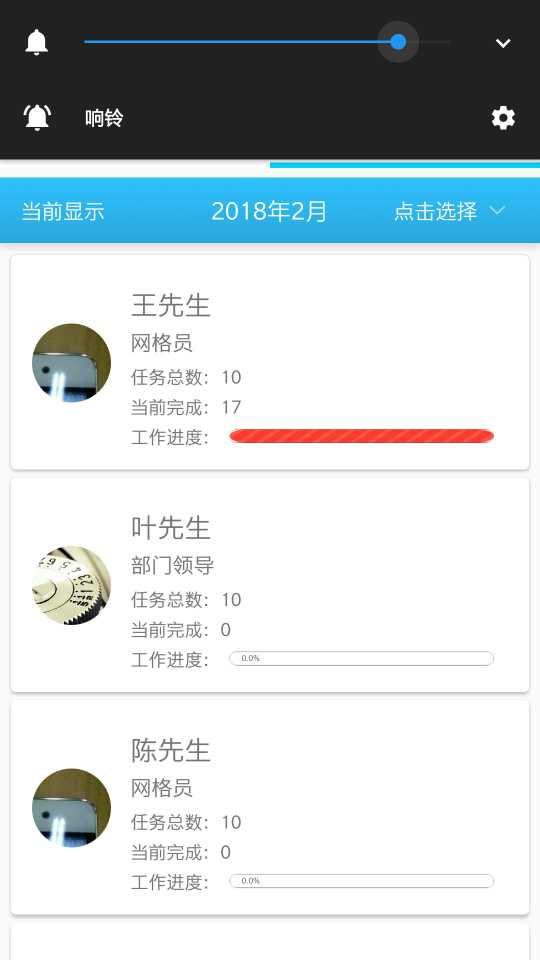 响铃
当前显示 2018年2月 点击选择
王先生
网格员
任务总数：10
当前完成：17
工作进度：
叶先生
部门领导
任务总数：10
当前完成：0
工作进度： 0.0%
陈先生
网格员
任务总数：10
当前完成：0
工作进度： 0.0%